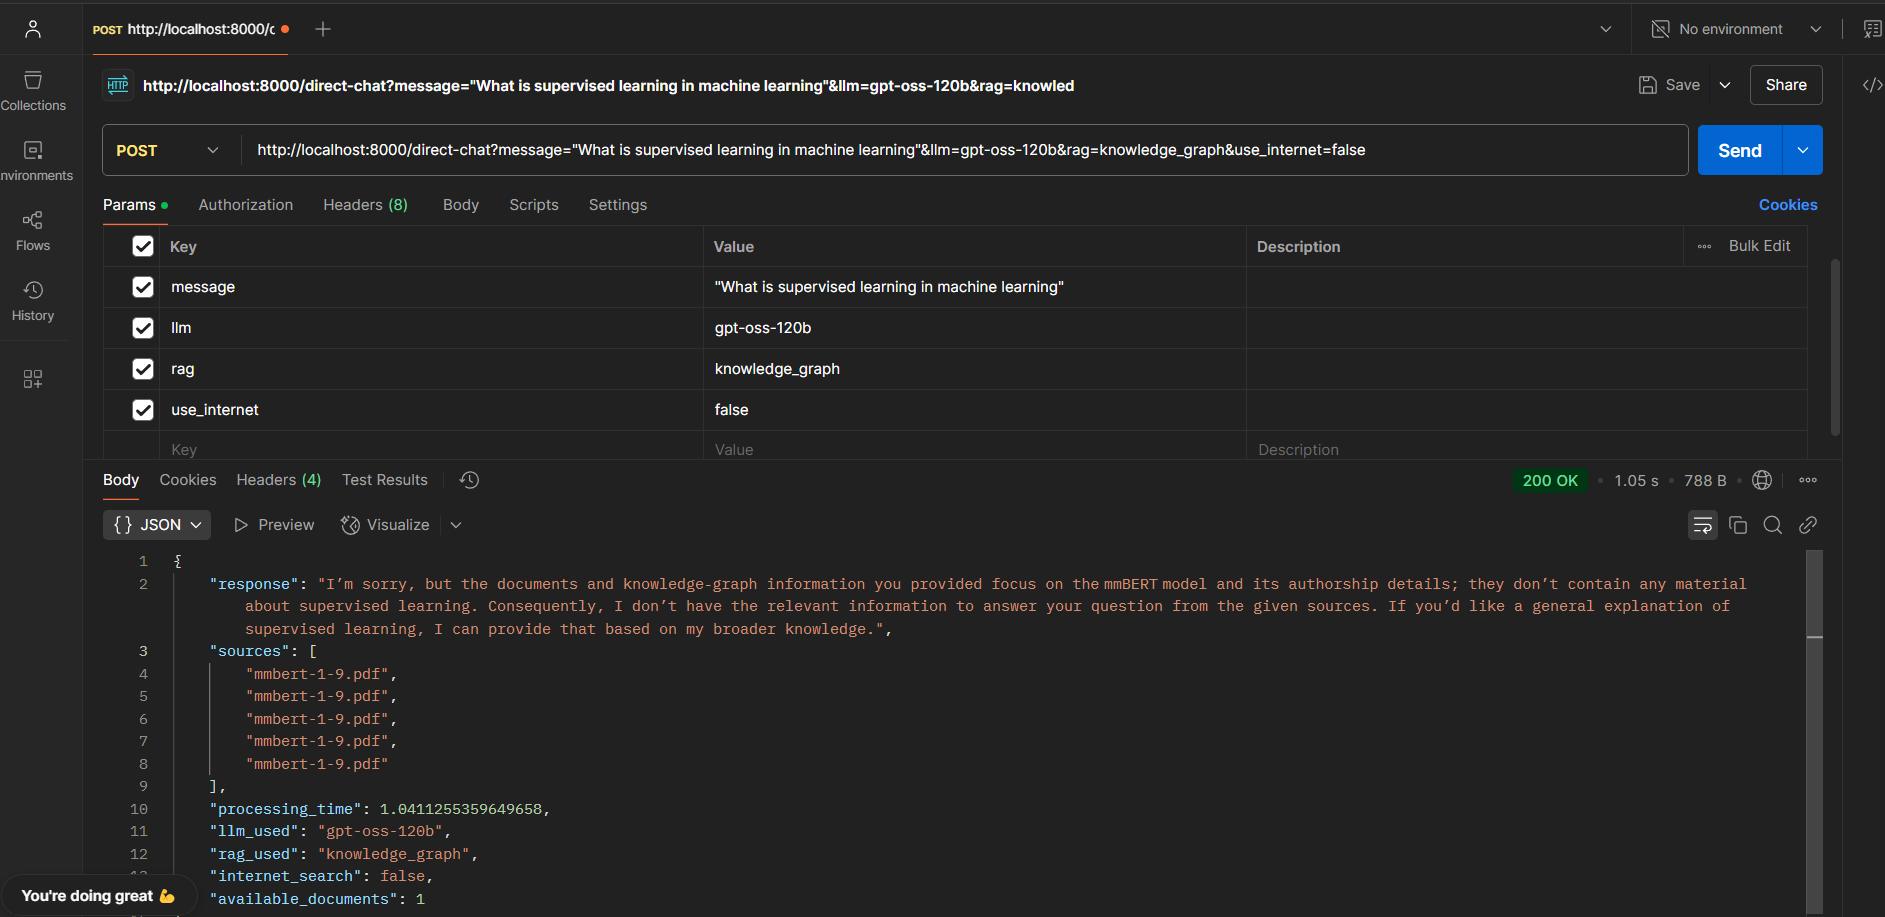 POST http://localhost:8000/c
No environment
HTTP http://localhost:8000/direct-chat?message="What is supervised learning in machine learning"&llm=gpt-oss-120b&rag=knowled
Save
Share
Collections
nvironments
Flows
History
POST
http://localhost:8000/direct-chat?message="What is supervised learning in machine learning"&llm=gpt-oss-120b&rag=knowledge_graph&use_internet=false
Send
Params Authorization Headers (8) Body Scripts Settings
Cookies
Key Value Description ... Bulk Edit
message "What is supervised learning in machine learning"
llm gpt-oss-120b
rag knowledge_graph
use_internet false
Key Value Description
Body Cookies Headers (4) Test Results
200 OK • 1.05 s • 788 B •
{} JSON Preview Visualize
1 {
2 "response": "I’m sorry, but the documents and knowledge-graph information you provided focus on the mmBERT model and its authorship details; they don’t contain any material
about supervised learning. Consequently, I don’t have the relevant information to answer your question from the given sources. If you’d like a general explanation of
supervised learning, I can provide that based on my broader knowledge.",
3 "sources": [
4 "mmbert-1-9.pdf",
5 "mmbert-1-9.pdf",
6 "mmbert-1-9.pdf",
7 "mmbert-1-9.pdf",
8 "mmbert-1-9.pdf"
9 ],
10 "processing_time": 1.0411255359649658,
11 "llm_used": "gpt-oss-120b",
12 "rag_used": "knowledge_graph",
"internet_search": false,
"available_documents": 1
You're doing great 💪